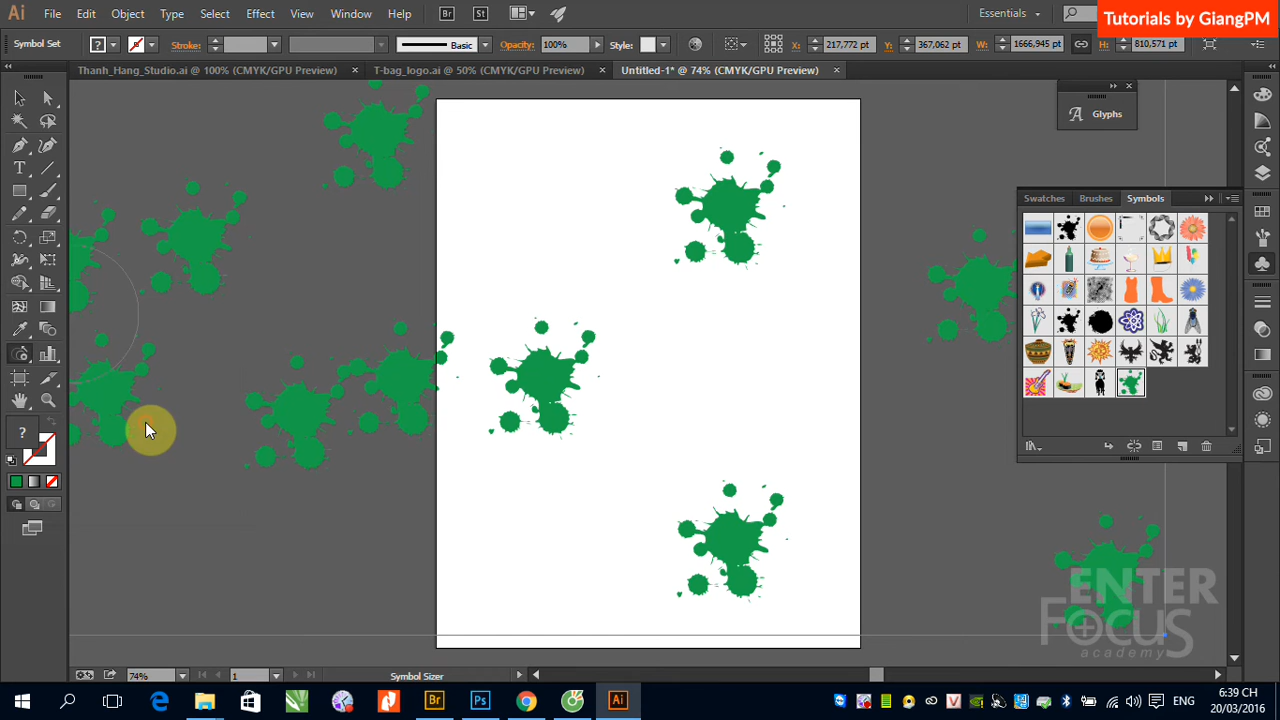 Ai File Edit Object Type Select Effect View Window Help Br St Essentials
Tutorials by GiangPM
Symbol Set ? Stroke: Basic Opacity: 100% Style: X: 217,772 pt Y: 367,062 pt W: 1666,945 pt H: 810,571 pt
Thanh_Hang_Studio.ai @ 100% (CMYK/GPU Preview) × T-bag_logo.ai @ 50% (CMYK/GPU Preview) × Untitled-1* @ 74% (CMYK/GPU Preview) ×
A Glyphs
Swatches Brushes Symbols
T
?
ENTER
FOCUS
academy
74% 1 Symbol Sizer
Br Ps Ai ENG
6:39 CH
20/03/2016